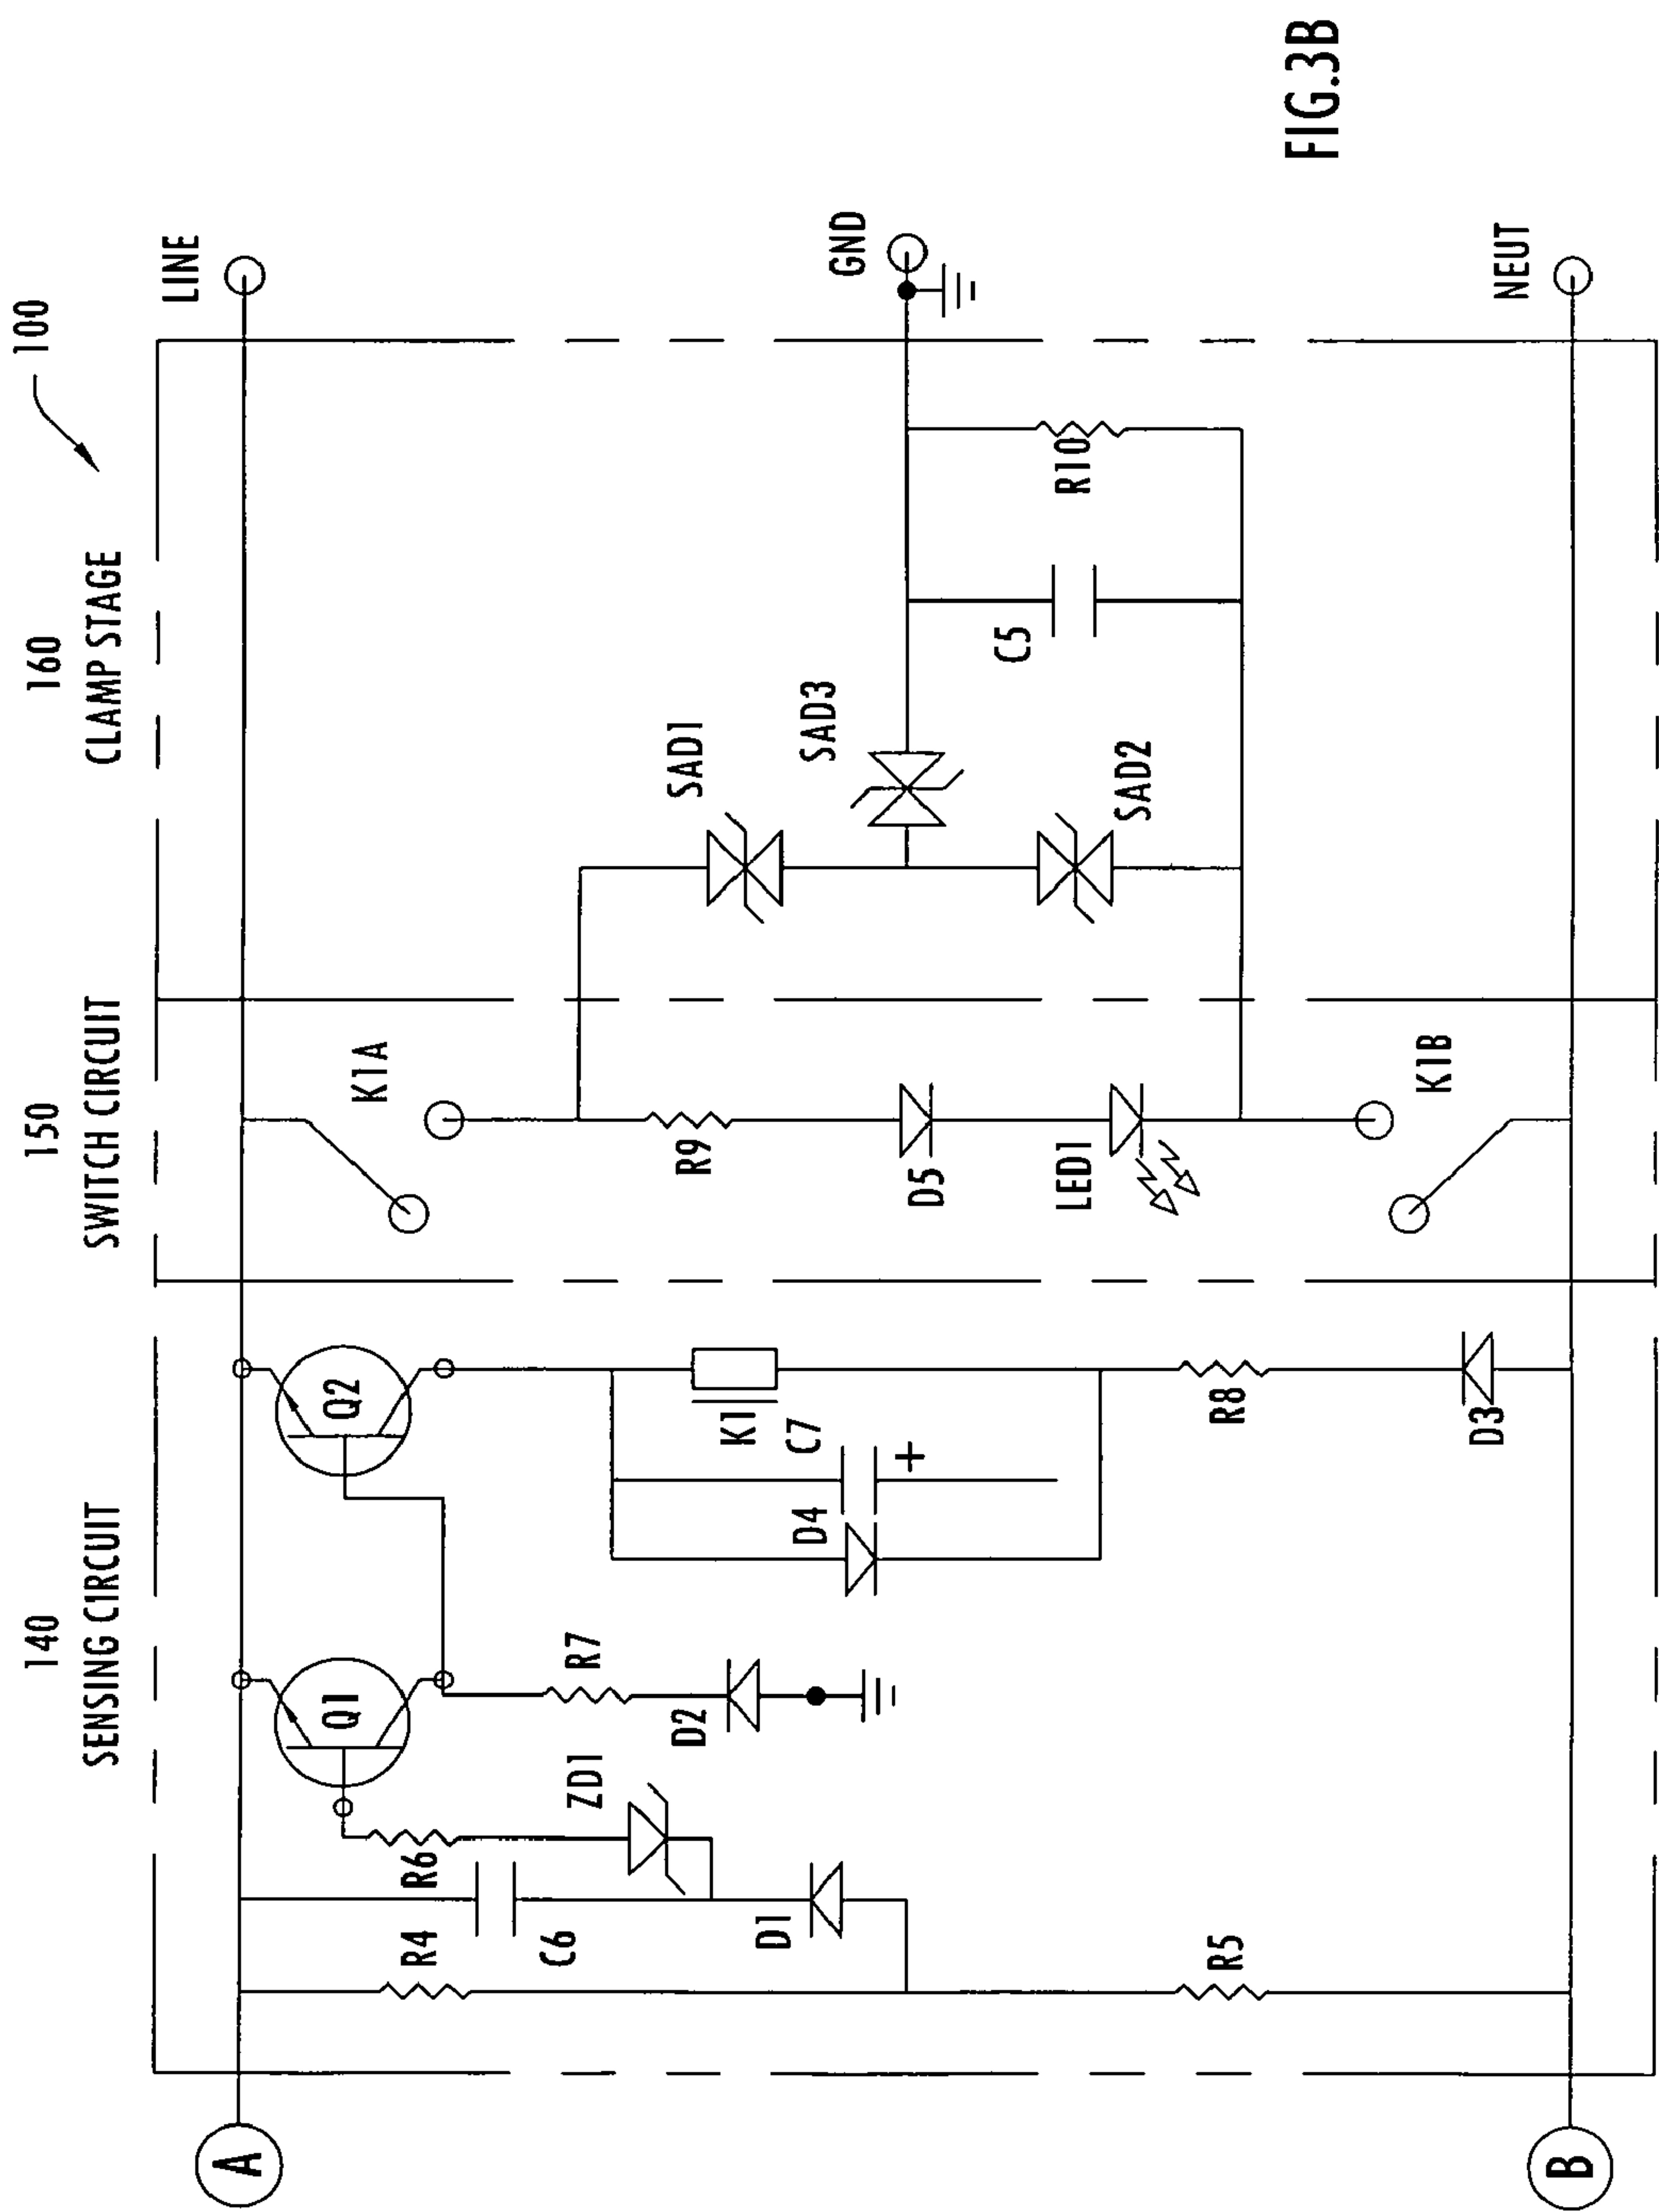 100
140
SENSING CIRCUIT
150
SWITCH CIRCUIT
160
CLAMP STAGE
A
LINE
Q1
Q2
K1A
R4
R6
C6
ZD1
R7
D2
D1
K1
C7
+
D4
R9
D5
LED1
SAD1
SAD3
SAD2
GND
C5
R10
R5
R8
D3
K1B
B
NEUT
FIG.3B